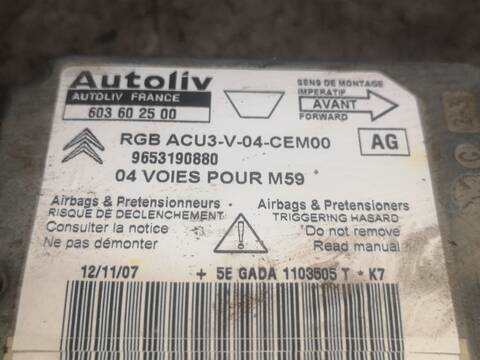 Autoliv
AUTOLIV FRANCE
603 60 25 00
SENS DE MONTAGE
IMPERATIF
AVANT
FORWARD
RGB ACU3-V-04-CEM00
AG
9653190880
04 VOIES POUR M59
Airbags & Pretensionneurs
RISQUE DE DECLENCHEMENT
Consulter la notice
Ne pas démonter
Airbags & Pretensioners
TRIGGERING HASARD
Do not remove
Read manual
12/11/07 + 5E GADA 1103505 T * K7